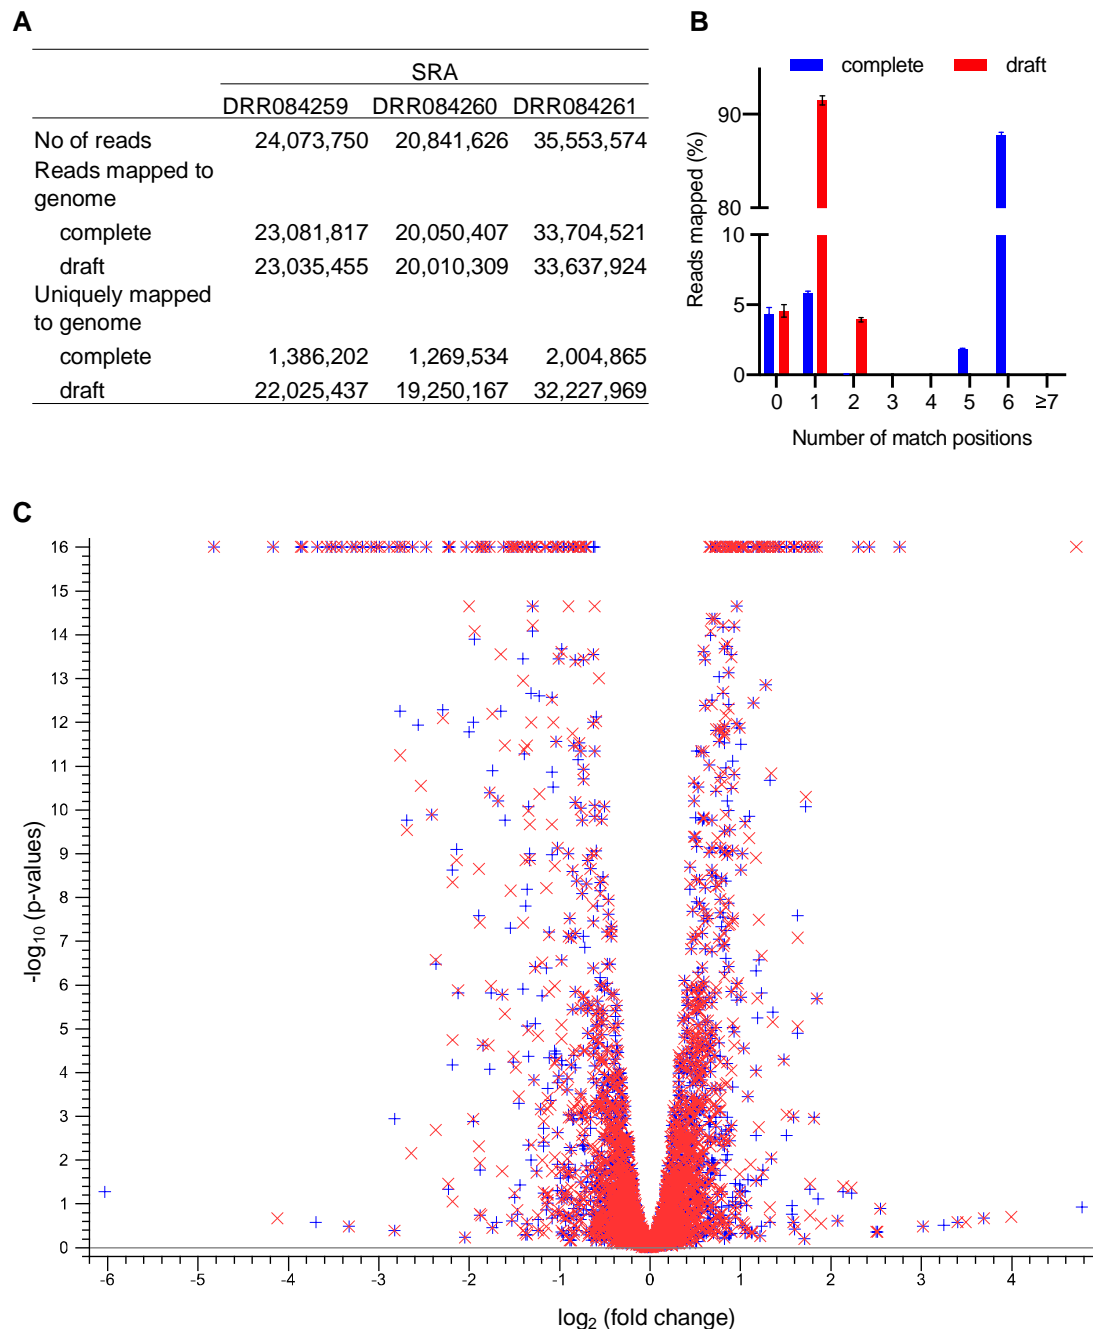 A
SRA
DRR084259 DRR084260 DRR084261
No of reads 24,073,750 20,841,626 35,553,574
Reads mapped to
genome
complete 23,081,817 20,050,407 33,704,521
draft 23,035,455 20,010,309 33,637,924
Uniquely mapped
to genome
complete 1,386,202 1,269,534 2,004,865
draft 22,025,437 19,250,167 32,227,969
B
complete draft
Reads mapped (%)
90
80
10
5
0
0 1 2 3 4 5 6 ≥7
Number of match positions
C
-log10 (p-values)
16
15
14
13
12
11
10
9
8
7
6
5
4
3
2
1
0
-6 -5 -4 -3 -2 -1 0 1 2 3 4
log2 (fold change)